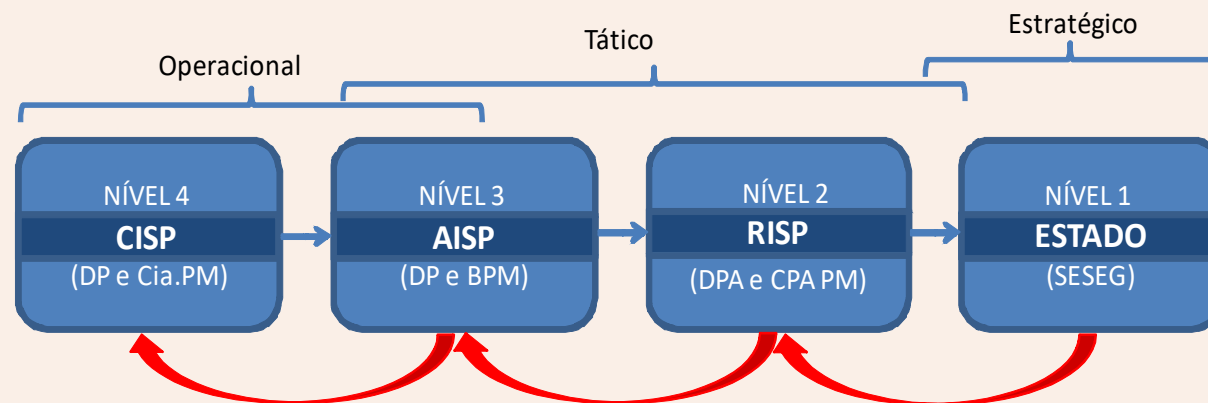 Operacional
Tático
Estratégico
NÍVEL 4
CISP
(DP e Cia.PM)
NÍVEL 3
AISP
(DP e BPM)
NÍVEL 2
RISP
(DPA e CPA PM)
NÍVEL 1
ESTADO
(SESEG)